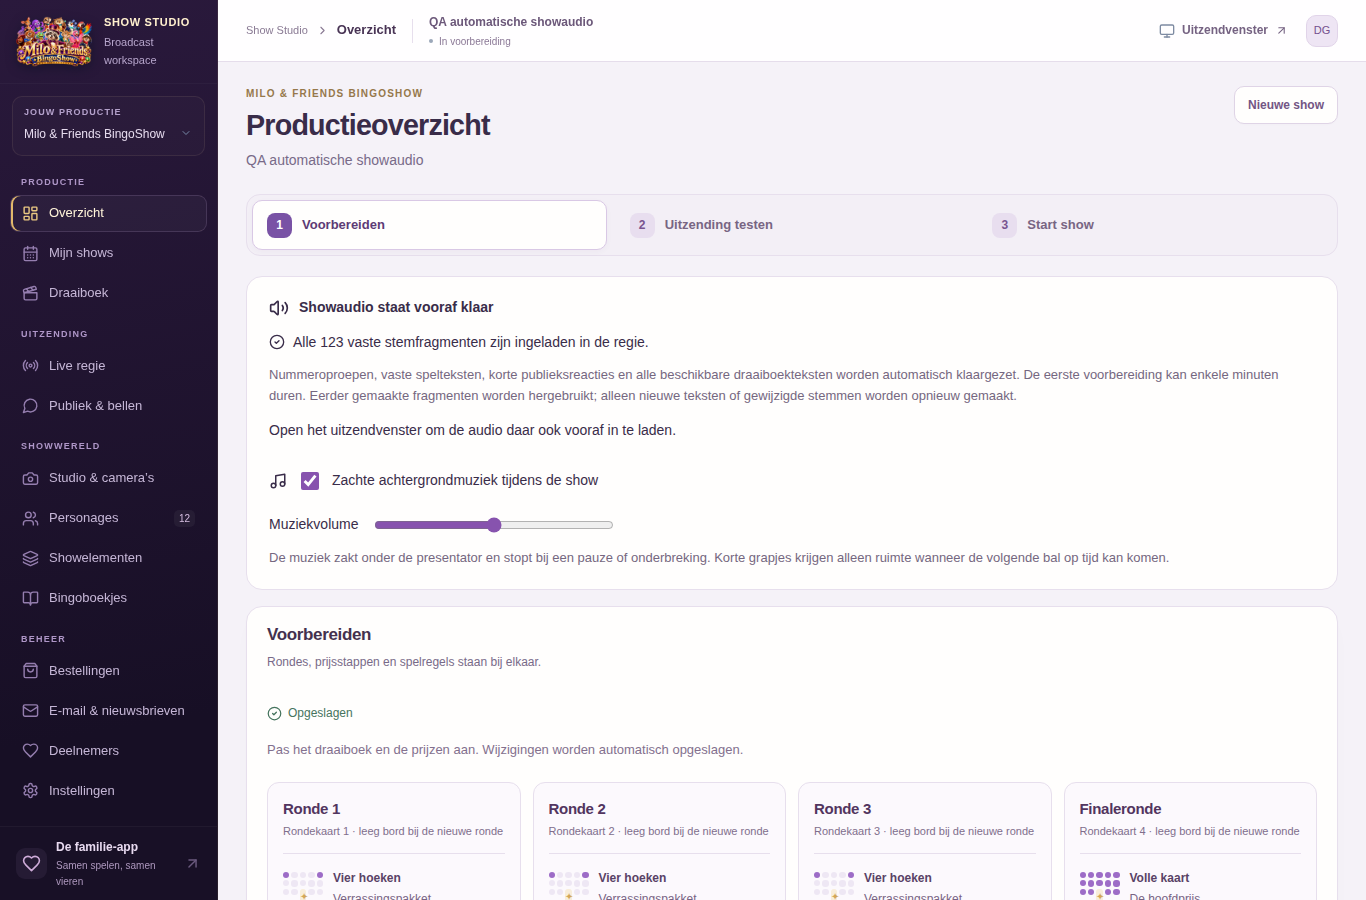 Milo & Friends
BingoShow
SHOW STUDIO
Broadcast
workspace
JOUW PRODUCTIE
Milo & Friends BingoShow
PRODUCTIE
Overzicht
Mijn shows
Draaiboek
UITZENDING
Live regie
Publiek & bellen
SHOWWERELD
Studio & camera's
Personages 12
Showelementen
Bingoboekjes
BEHEER
Bestellingen
E-mail & nieuwsbrieven
Deelnemers
Instellingen
De familie-app
Samen spelen, samen
vieren
Show Studio > Overzicht
QA automatische showaudio
In voorbereiding
Uitzendvenster
DG
MILO & FRIENDS BINGOSHOW
Productieoverzicht
QA automatische showaudio
Nieuwe show
1 Voorbereiden
2 Uitzending testen
3 Start show
Showaudio staat vooraf klaar
Alle 123 vaste stemfragmenten zijn ingeladen in de regie.
Nummeroproepen, vaste spelteksten, korte publieksreacties en alle beschikbare draaiboekteksten worden automatisch klaargezet. De eerste voorbereiding kan enkele minuten
duren. Eerder gemaakte fragmenten worden hergebruikt; alleen nieuwe teksten of gewijzigde stemmen worden opnieuw gemaakt.
Open het uitzendvenster om de audio daar ook vooraf in te laden.
Zachte achtergrondmuziek tijdens de show
Muziekvolume
De muziek zakt onder de presentator en stopt bij een pauze of onderbreking. Korte grapjes krijgen alleen ruimte wanneer de volgende bal op tijd kan komen.
Voorbereiden
Rondes, prijsstappen en spelregels staan bij elkaar.
Opgeslagen
Pas het draaiboek en de prijzen aan. Wijzigingen worden automatisch opgeslagen.
Ronde 1
Rondekaart 1 · leeg bord bij de nieuwe ronde
Vier hoeken
Verrassingspakket
Ronde 2
Rondekaart 2 · leeg bord bij de nieuwe ronde
Vier hoeken
Verrassingspakket
Ronde 3
Rondekaart 3 · leeg bord bij de nieuwe ronde
Vier hoeken
Verrassingspakket
Finaleronde
Rondekaart 4 · leeg bord bij de nieuwe ronde
Volle kaart
De hoofdprijs